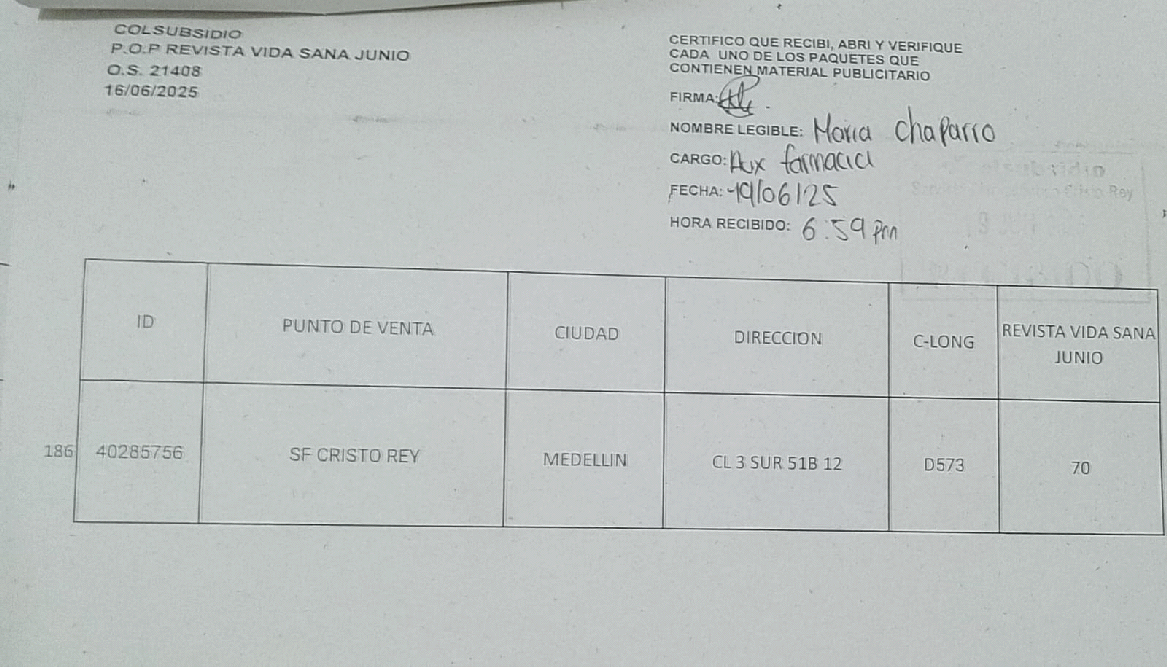 COLSUBSIDIO
P.O.P REVISTA VIDA SANA JUNIO
O.S. 21408
16/06/2025
CERTIFICO QUE RECIBI, ABRI Y VERIFIQUE
CADA UNO DE LOS PAQUETES QUE
CONTIENEN MATERIAL PUBLICITARIO
FIRMA:
NOMBRE LEGIBLE: Maria Chaparro
CARGO: Aux farmacia
FECHA: 19/06/25
HORA RECIBIDO: 6:59 pm
ID PUNTO DE VENTA CIUDAD DIRECCION C-LONG REVISTA VIDA SANA JUNIO
186 40285756 SF CRISTO REY MEDELLIN CL 3 SUR 51B 12 D573 70